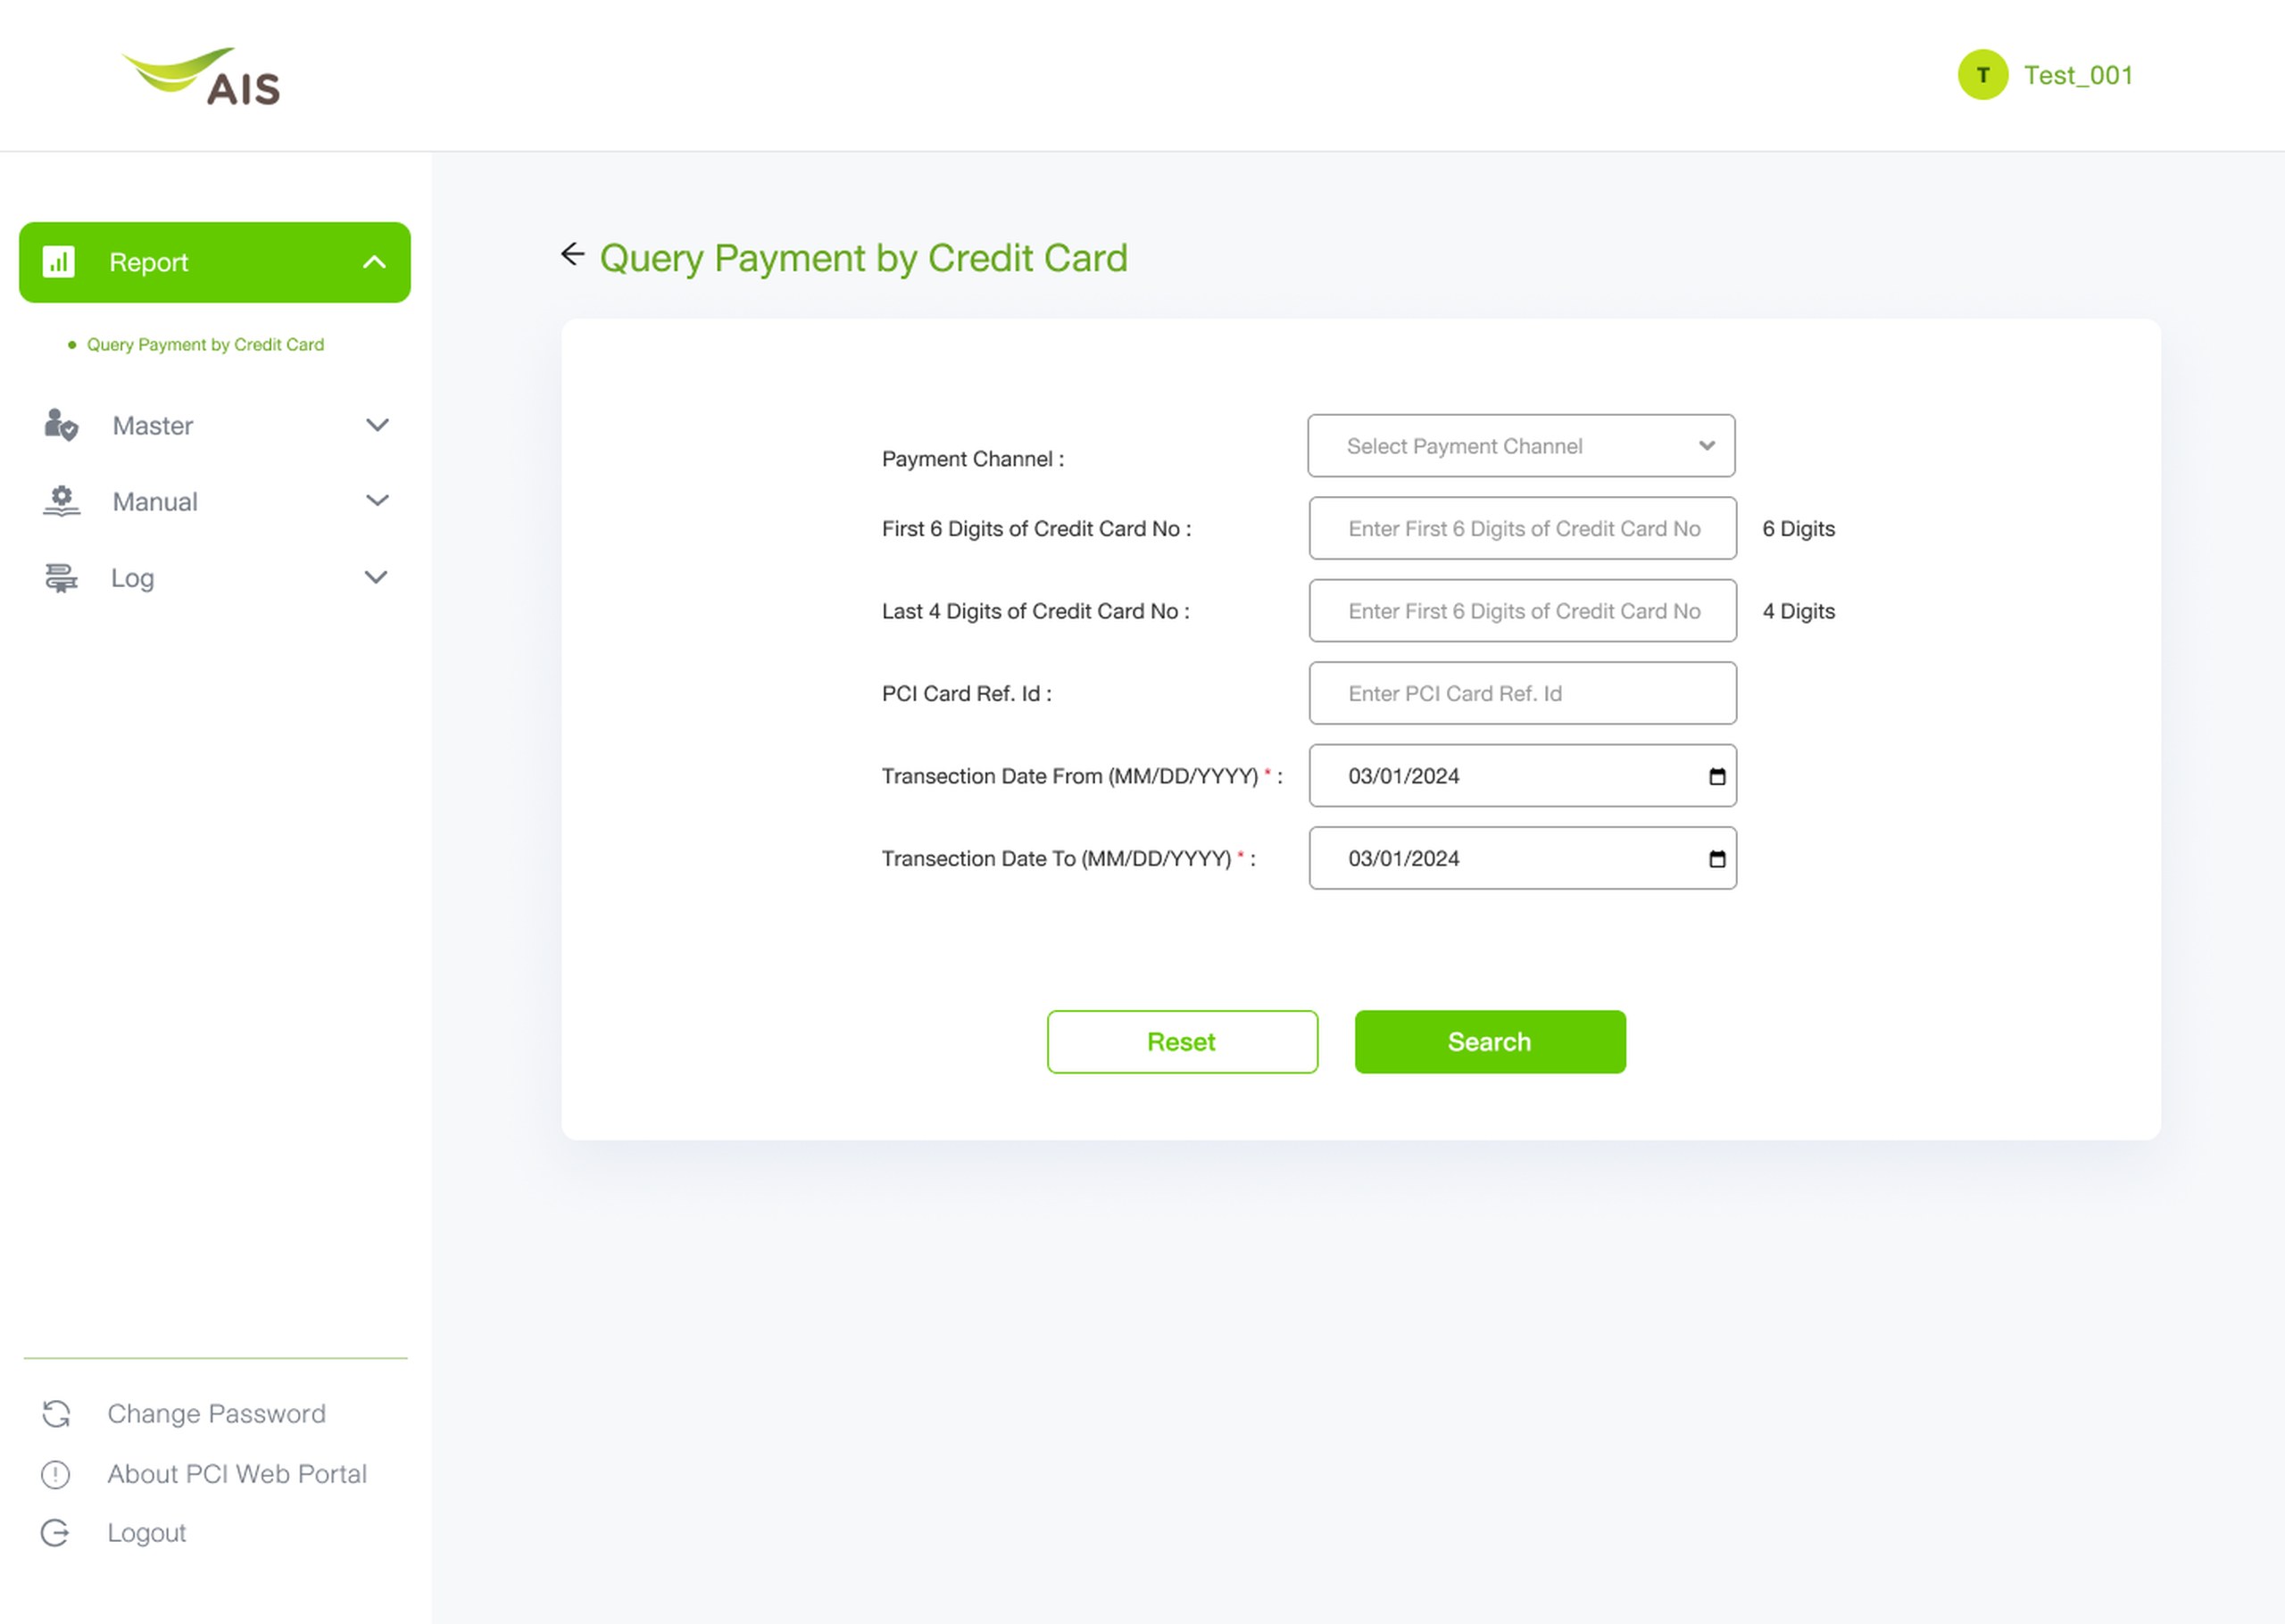 AIS
T Test_001
Report
Query Payment by Credit Card
Master
Manual
Log
Change Password
About PCI Web Portal
Logout
Query Payment by Credit Card
Payment Channel : Select Payment Channel
First 6 Digits of Credit Card No : Enter First 6 Digits of Credit Card No 6 Digits
Last 4 Digits of Credit Card No : Enter First 6 Digits of Credit Card No 4 Digits
PCI Card Ref. Id : Enter PCI Card Ref. Id
Transection Date From (MM/DD/YYYY) * : 03/01/2024
Transection Date To (MM/DD/YYYY) * : 03/01/2024
Reset Search